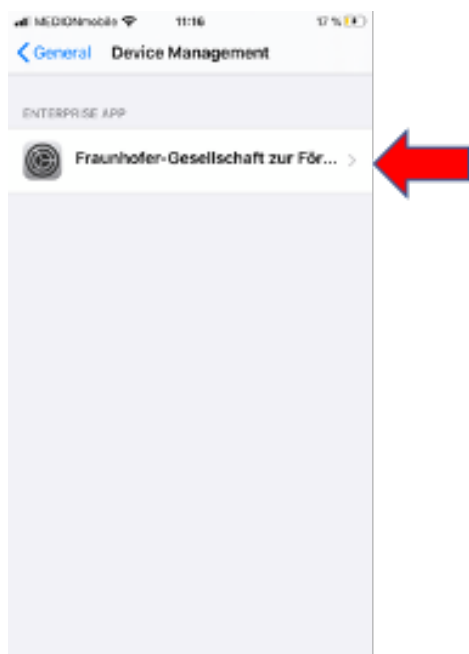 MEDIONmobile 11:16 17 %
General Device Management
ENTERPRISE APP
Fraunhofer-Gesellschaft zur För...